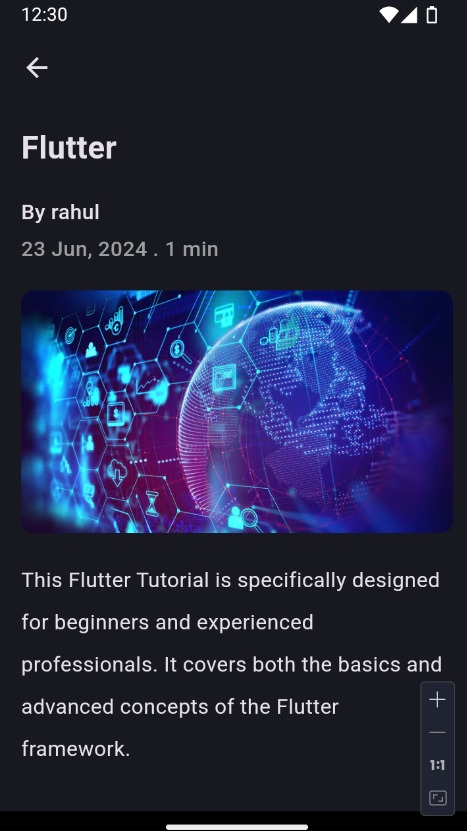 12:30
Flutter
By rahul
23 Jun, 2024 . 1 min
This Flutter Tutorial is specifically designed
for beginners and experienced
professionals. It covers both the basics and
advanced concepts of the Flutter
framework.
1:1